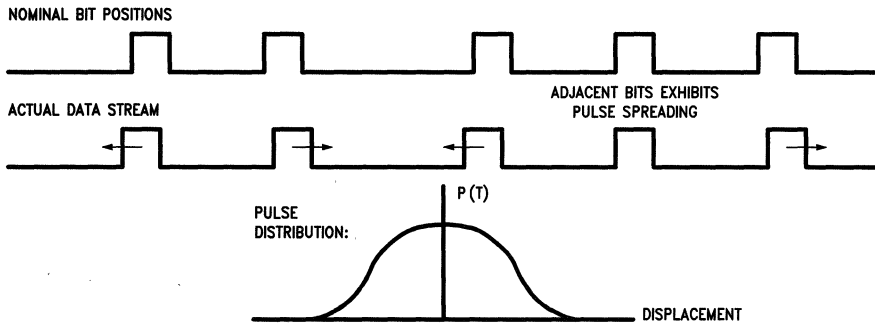 NOMINAL BIT POSITIONS
ADJACENT BITS EXHIBITS
PULSE SPREADING
ACTUAL DATA STREAM
P(T)
PULSE
DISTRIBUTION:
DISPLACEMENT